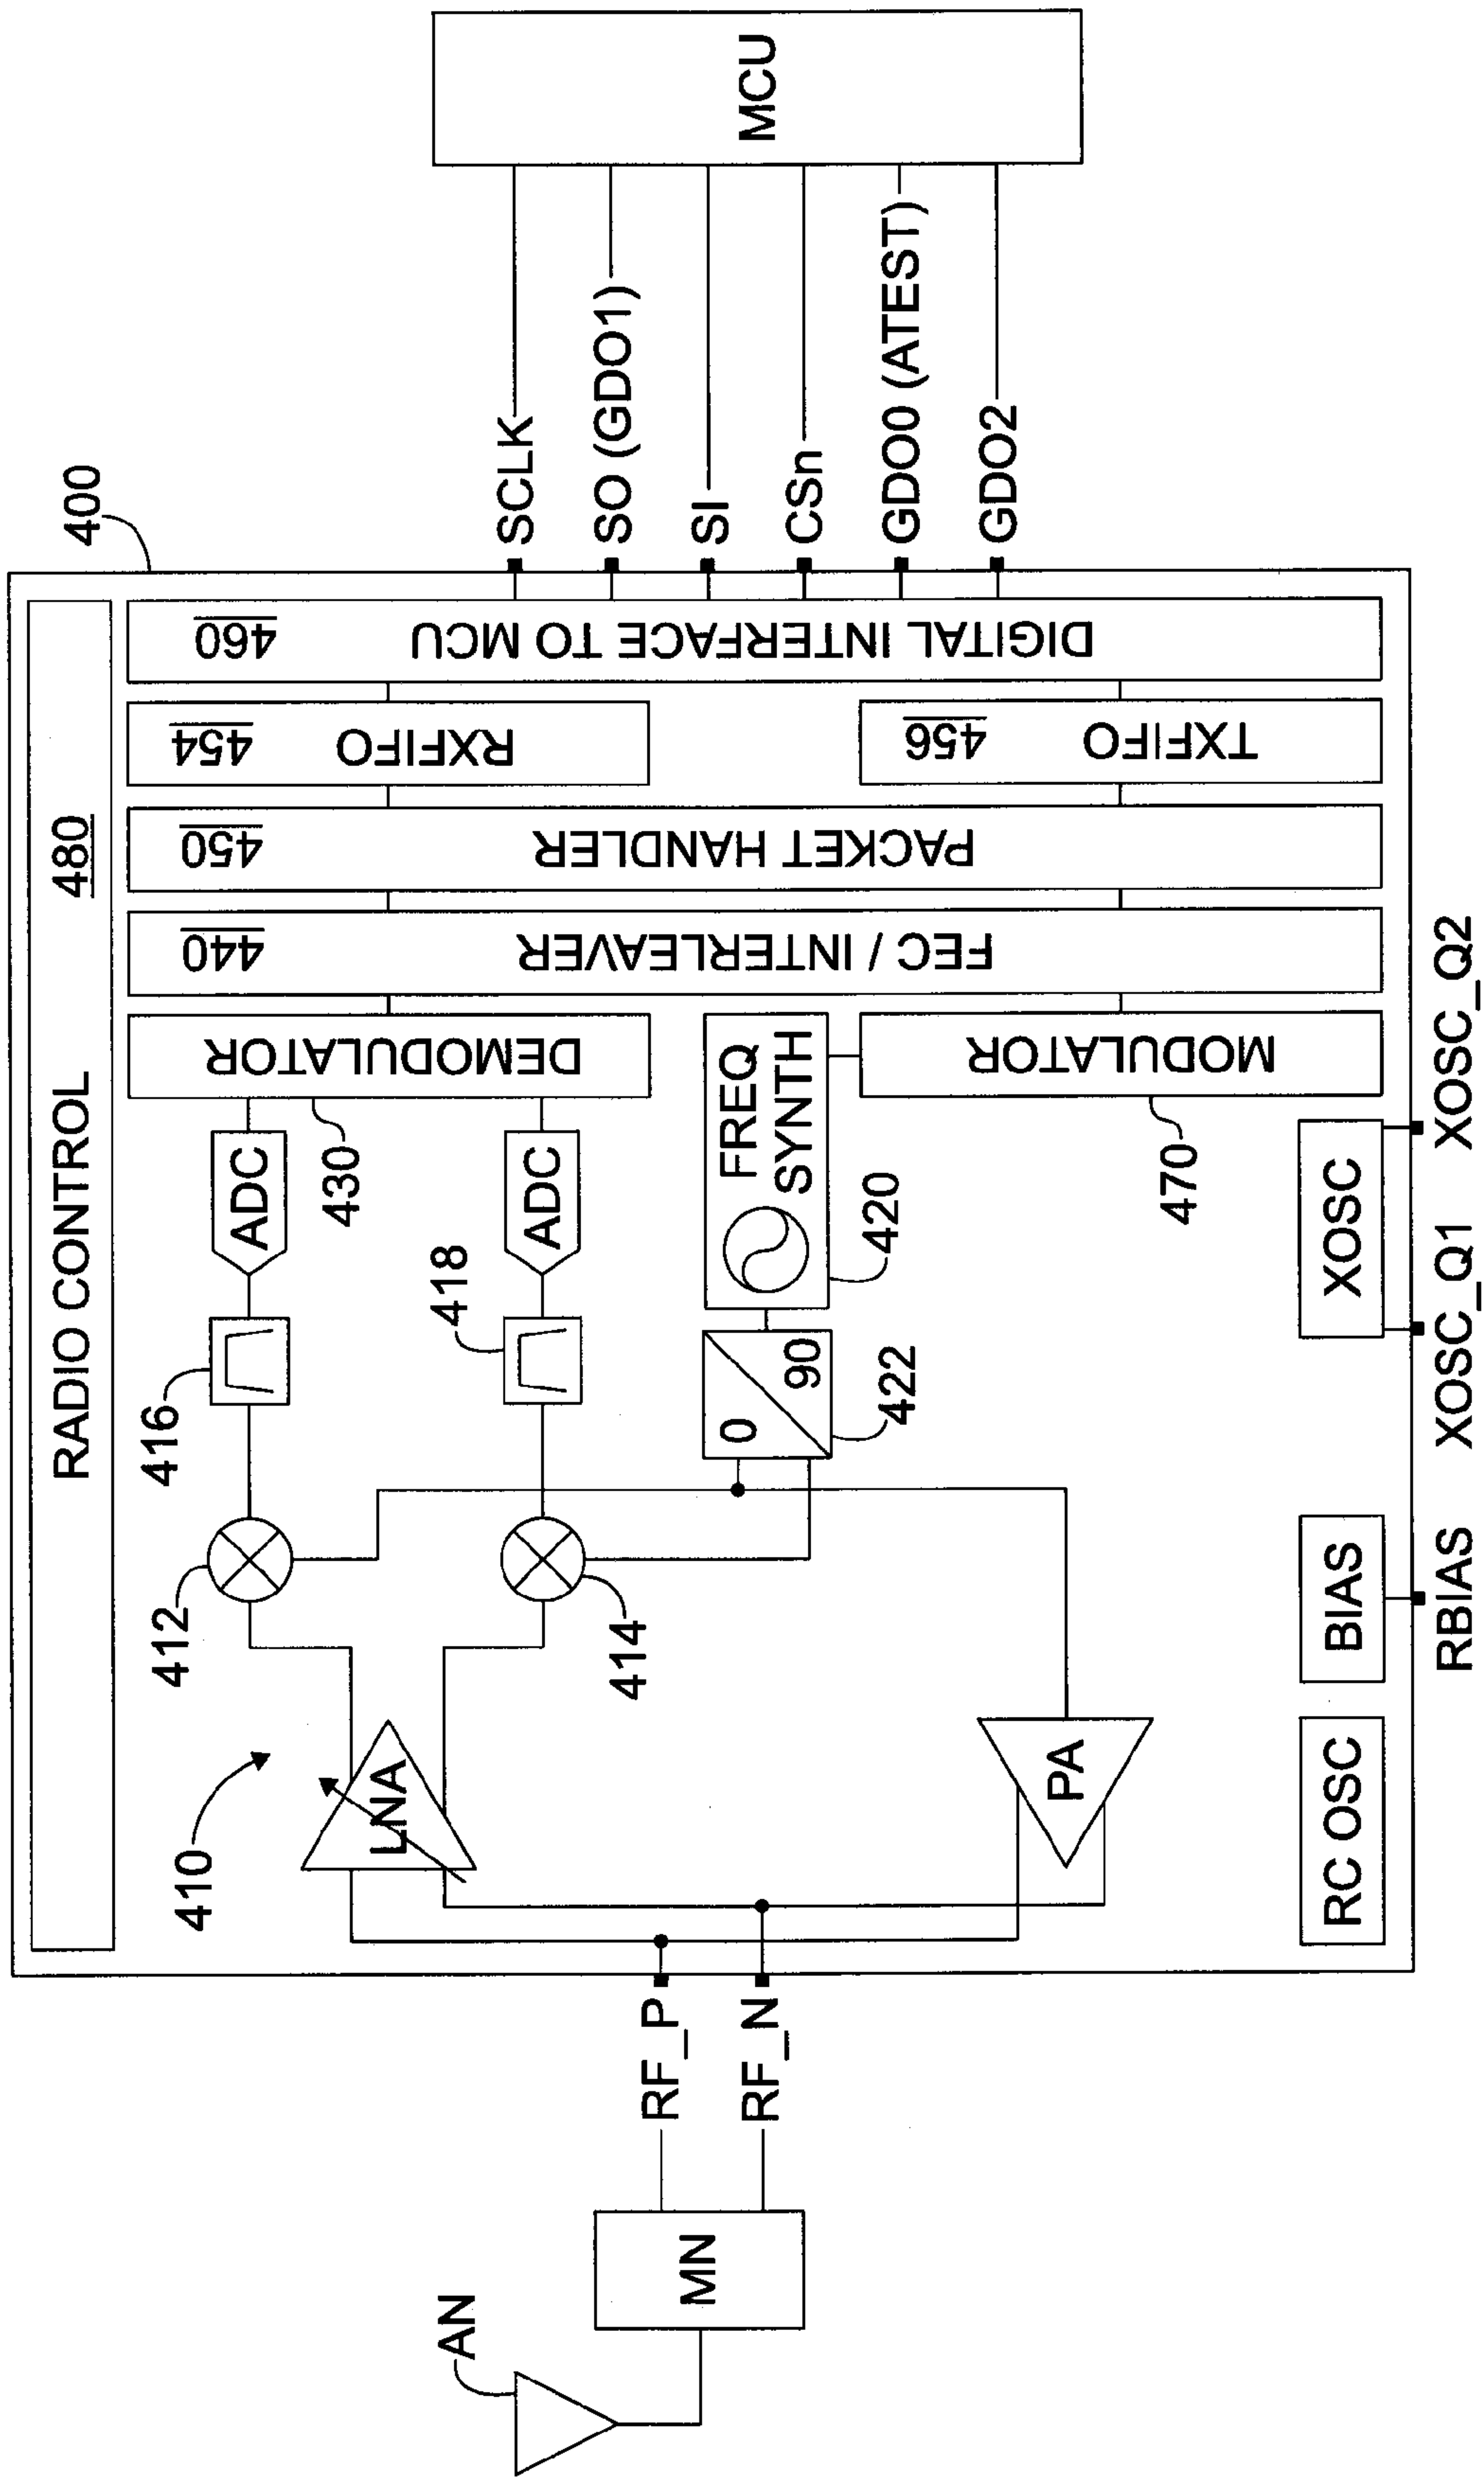 400
RADIO CONTROL 480
410
412
416
ADC
430
DEMODULATOR
LNA
414
418
ADC
FREQ
SYNTH
420
0
90
422
PA
MODULATOR
470
FEC / INTERLEAVER 440
PACKET HANDLER 450
RXFIFO 454
TXFIFO 456
DIGITAL INTERFACE TO MCU 460
SCLK
SO (GDO1)
SI
CSn
GDO0 (ATEST)
GDO2
MCU
AN
MN
RF_P
RF_N
RC OSC
BIAS
XOSC
RBIAS
XOSC_Q1
XOSC_Q2